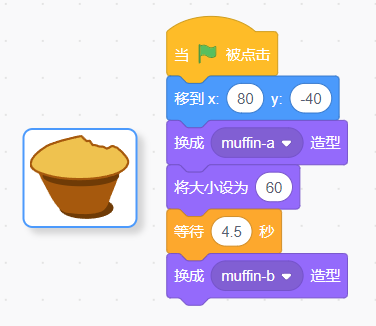 当 被点击
移到 x: 80 y: -40
换成 muffin-a 造型
将大小设为 60
等待 4.5 秒
换成 muffin-b 造型